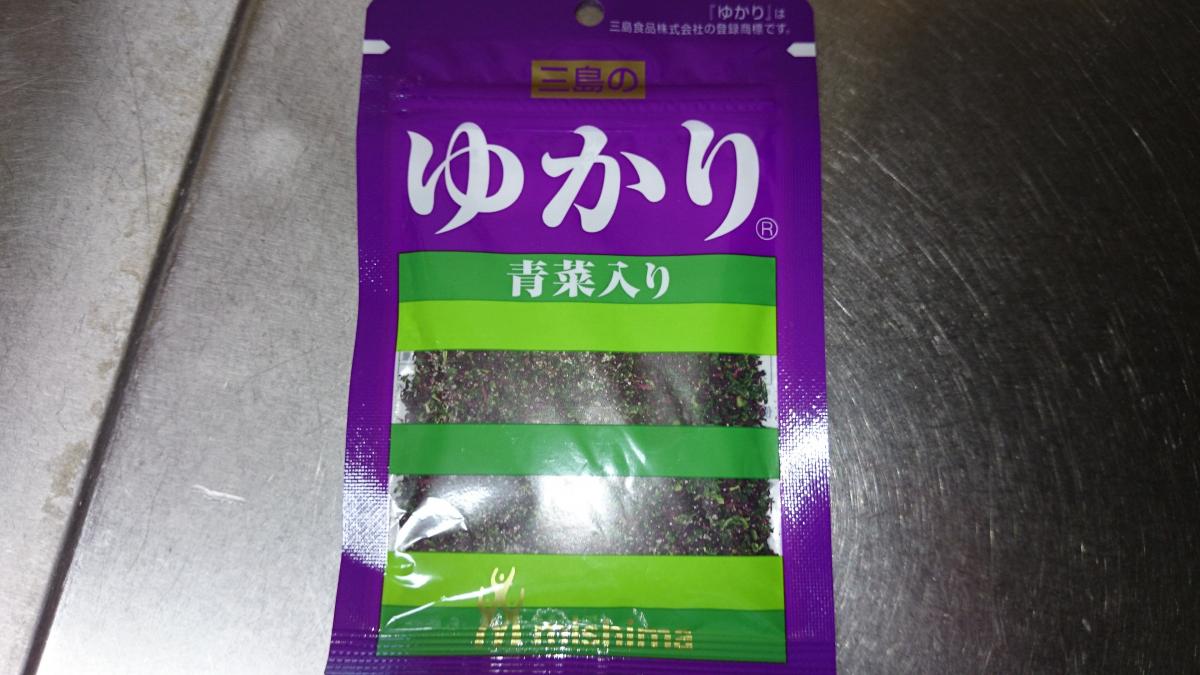 『ゆかり』は
三島食品株式会社の登録商標です。
三島の
ゆかり®
青菜入り
mishima